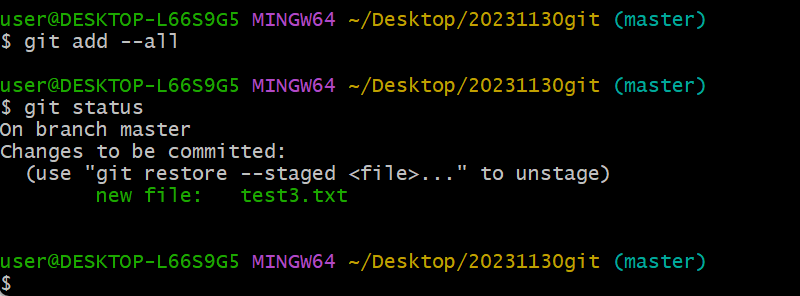 user@DESKTOP-L66S9G5 MINGW64 ~/Desktop/20231130git (master)
$ git add --all
user@DESKTOP-L66S9G5 MINGW64 ~/Desktop/20231130git (master)
$ git status
On branch master
Changes to be committed:
  (use "git restore --staged <file>..." to unstage)
        new file:   test3.txt
user@DESKTOP-L66S9G5 MINGW64 ~/Desktop/20231130git (master)
$